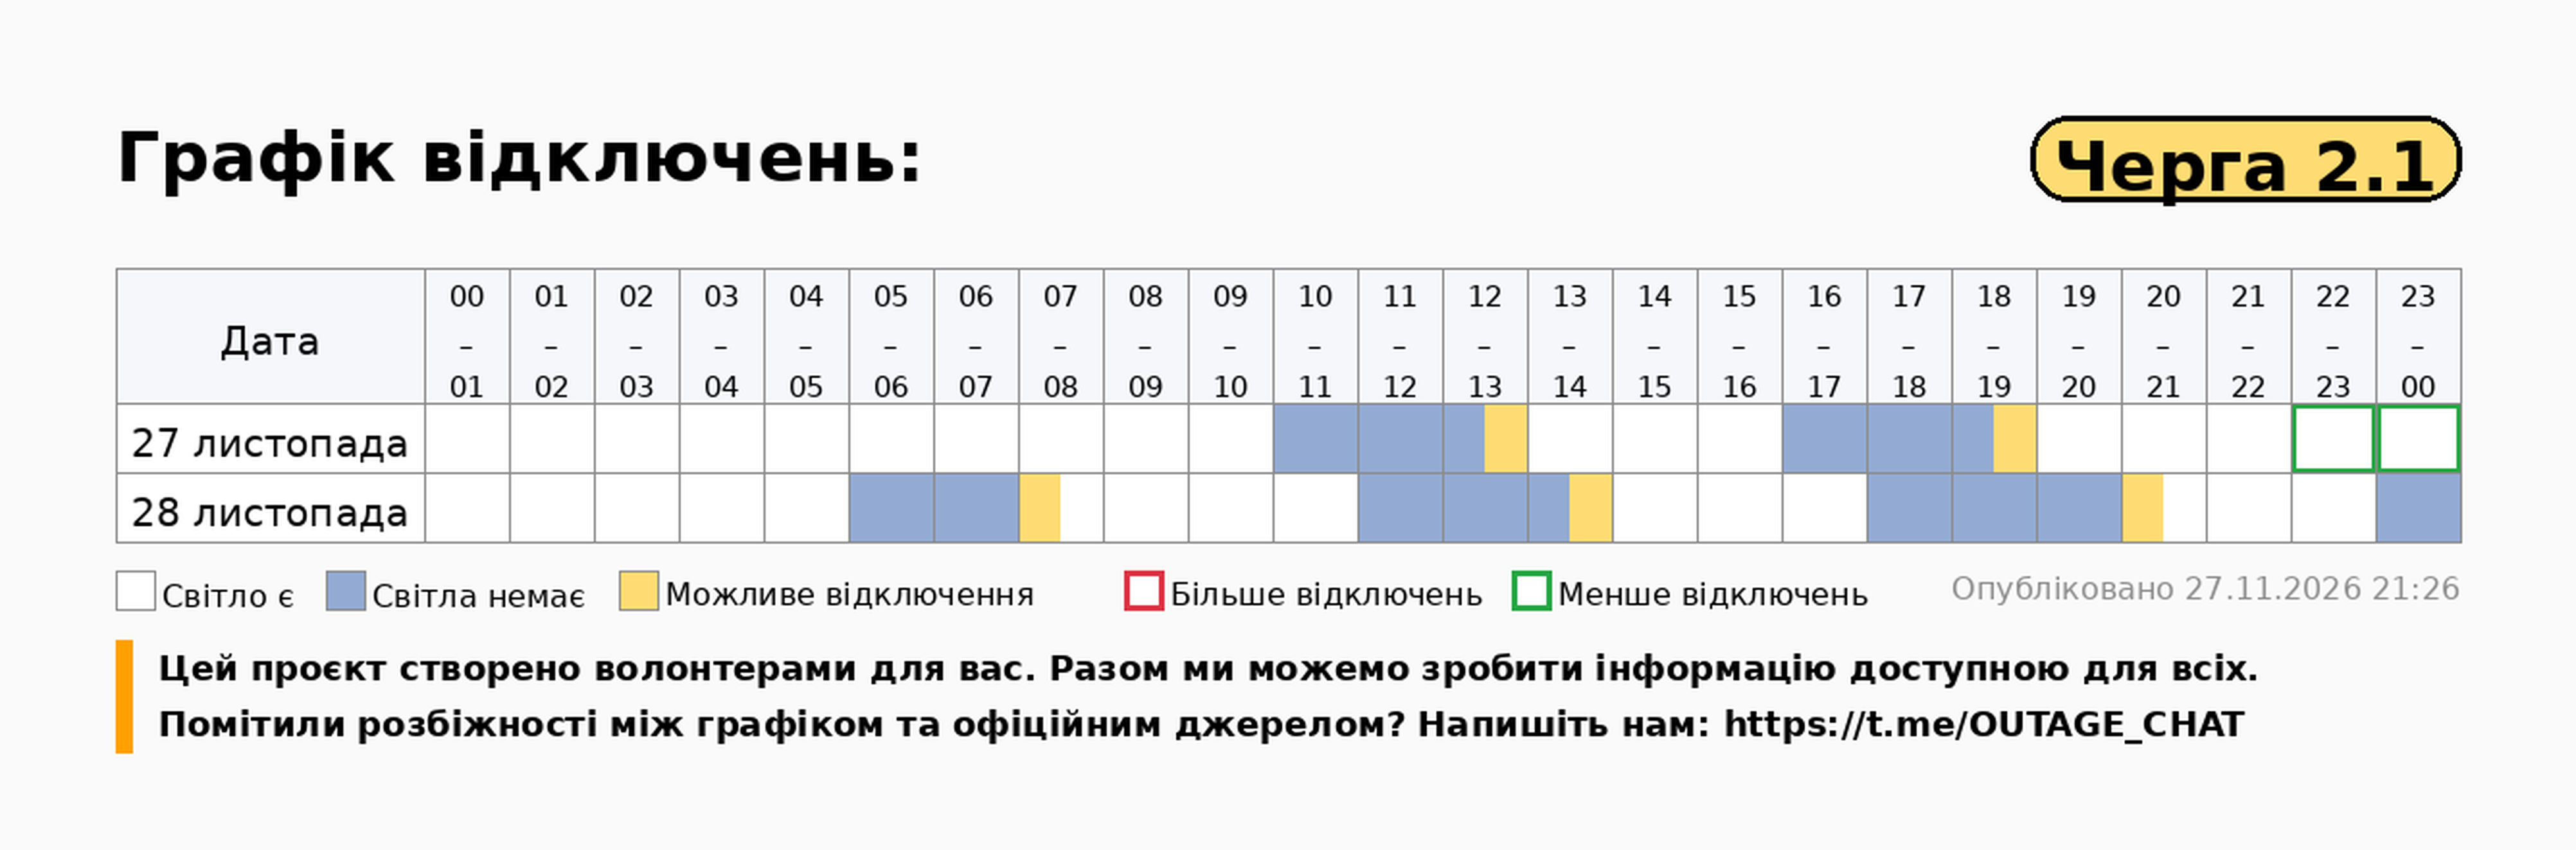 Графік відключень:
Черга 2.1
Дата
00 – 01
01 – 02
02 – 03
03 – 04
04 – 05
05 – 06
06 – 07
07 – 08
08 – 09
09 – 10
10 – 11
11 – 12
12 – 13
13 – 14
14 – 15
15 – 16
16 – 17
17 – 18
18 – 19
19 – 20
20 – 21
21 – 22
22 – 23
23 – 00
27 листопада
28 листопада
Світло є Світла немає Можливе відключення Більше відключень Менше відключень Опубліковано 27.11.2026 21:26
Цей проєкт створено волонтерами для вас. Разом ми можемо зробити інформацію доступною для всіх.
Помітили розбіжності між графіком та офіційним джерелом? Напишіть нам: https://t.me/OUTAGE_CHAT